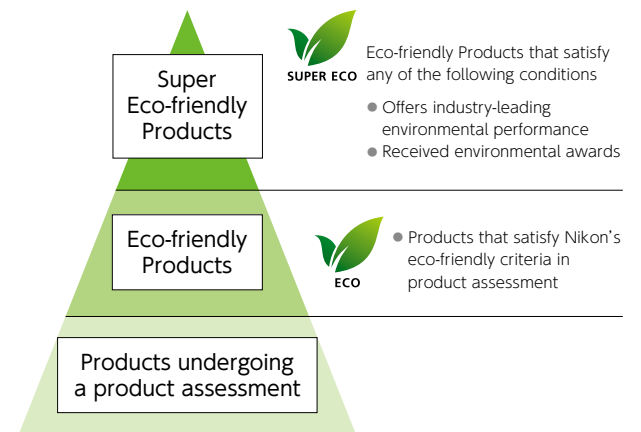 Super
Eco-friendly
Products
SUPER ECO
Eco-friendly Products that satisfy
any of the following conditions
● Offers industry-leading
environmental performance
● Received environmental awards
Eco-friendly
Products
ECO
● Products that satisfy Nikon’s
eco-friendly criteria in
product assessment
Products undergoing
a product assessment